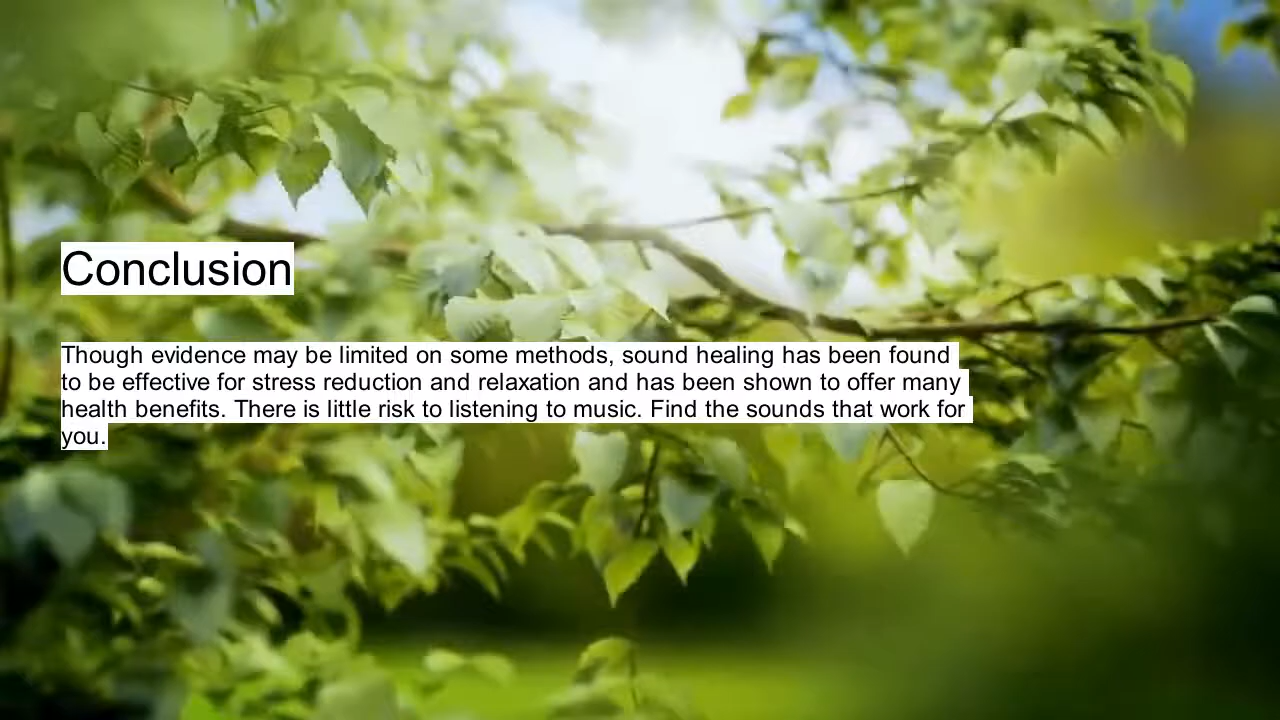 Conclusion
Though evidence may be limited on some methods, sound healing has been found
to be effective for stress reduction and relaxation and has been shown to offer many
health benefits. There is little risk to listening to music. Find the sounds that work for
you.